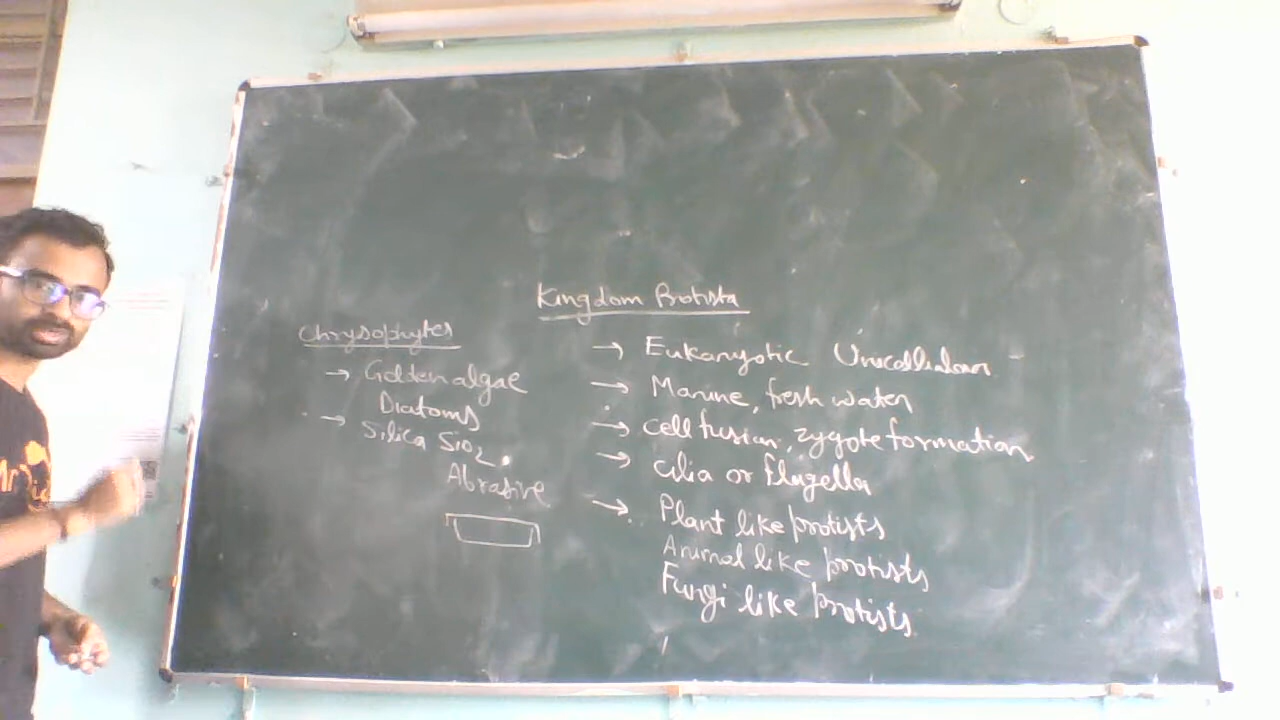 Kingdom Protista
Chrysophytes
→ Golden algae
Diatoms
→ Silica SiO2.
Abrasive
→ Eukaryotic Unicellular
→ Marine, fresh water
→ cell fusion, zygote formation
→ cilia or flagella
→ Plant like protists
Animal like protists
Fungi like protists